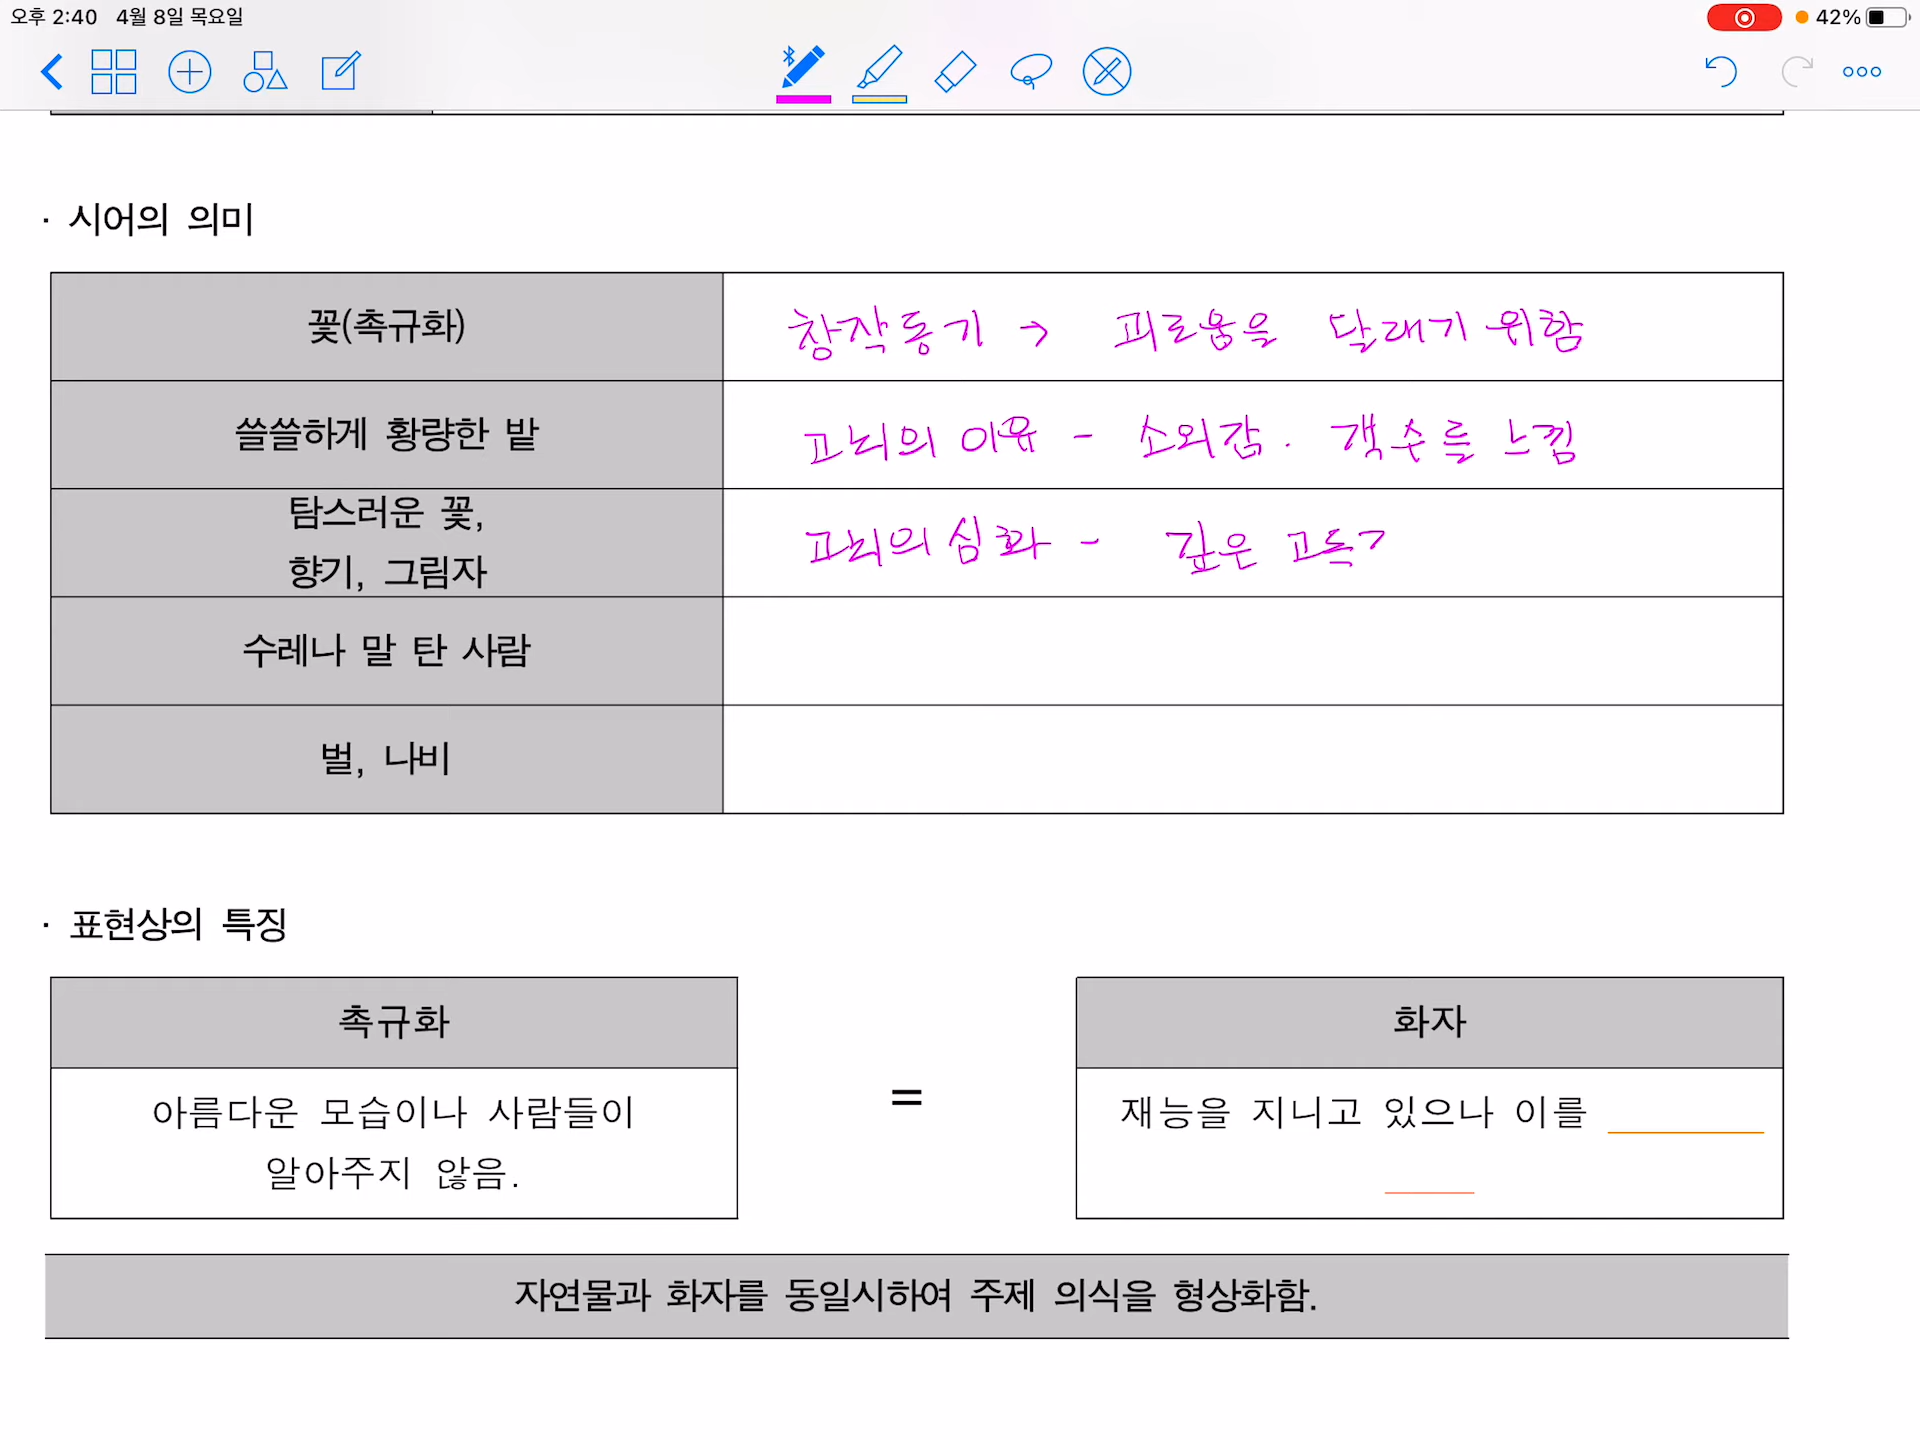 오후 2:40 4월 8일 목요일
42%
· 시어의 의미
꽃(촉규화)
창작동기 → 괴로움을 달래기 위함
쓸쓸하게 황량한 밭
고뇌의 이유 - 소외감. 객수를 느낌
탐스러운 꽃,
향기, 그림자
고뇌의 심화 - 깊은 고독
수레나 말 탄 사람
벌, 나비
· 표현상의 특징
촉규화
아름다운 모습이나 사람들이
알아주지 않음.
=
화자
재능을 지니고 있으나 이를
자연물과 화자를 동일시하여 주제 의식을 형상화함.